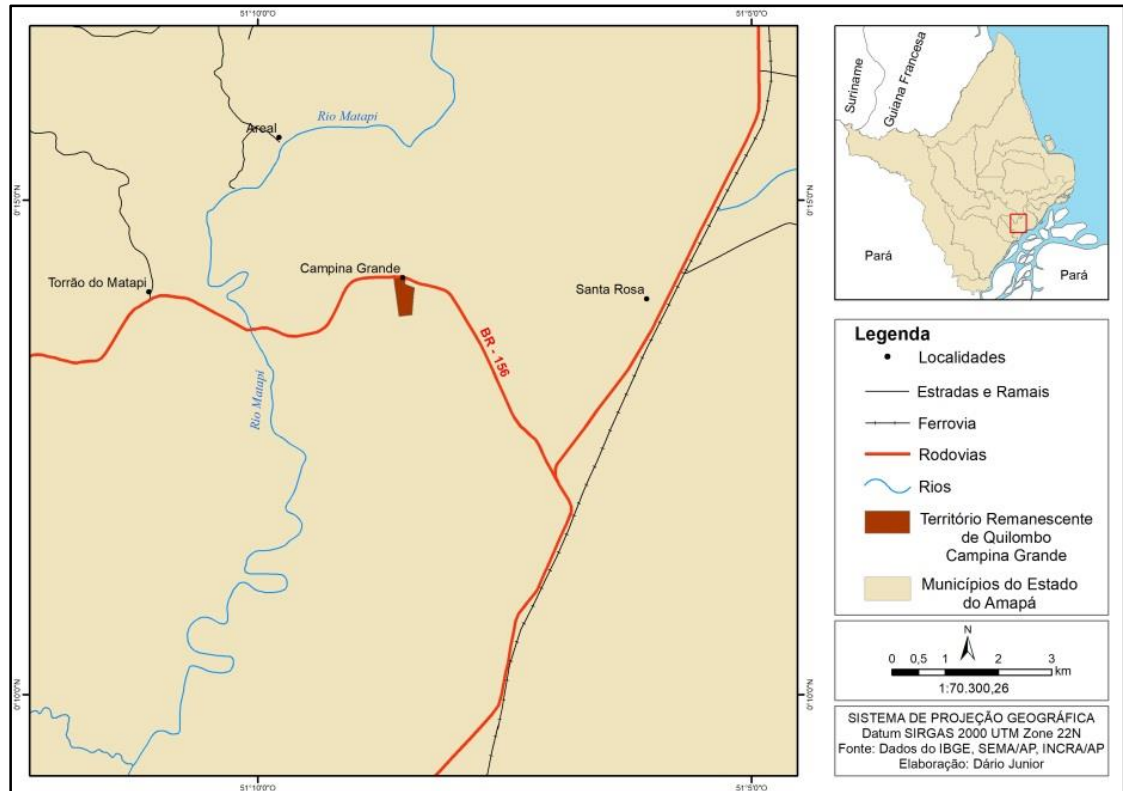 51°10'0"O
51°5'0"O
0°15'0"N
0°15'0"N
Rio Matapi
Areal
Campina Grande
Torrão do Matapi
Santa Rosa
BR - 156
Rio Matapi
0°10'0"N
0°10'0"N
51°10'0"O
51°5'0"O
Suriname
Guiana Francesa
Pará
Pará
Legenda
Localidades
Estradas e Ramais
Ferrovia
Rodovias
Rios
Território Remanescente
de Quilombo
Campina Grande
Municípios do Estado
do Amapá
N
0 0,5 1 2 3
km
1:70.300,26
SISTEMA DE PROJEÇÃO GEOGRÁFICA
Datum SIRGAS 2000 UTM Zone 22N
Fonte: Dados do IBGE, SEMA/AP, INCRA/AP
Elaboração: Dário Junior